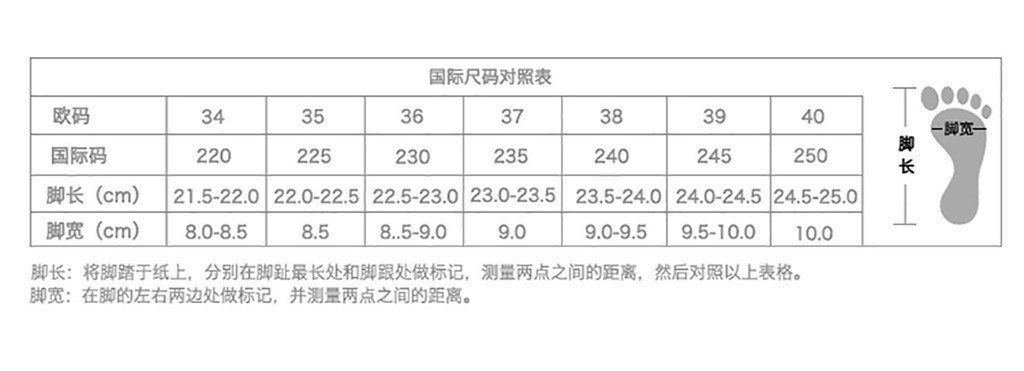 国际尺码对照表
欧码 34 35 36 37 38 39 40
国际码 220 225 230 235 240 245 250
脚长（cm） 21.5-22.0 22.0-22.5 22.5-23.0 23.0-23.5 23.5-24.0 24.0-24.5 24.5-25.0
脚宽（cm） 8.0-8.5 8.5 8..5-9.0 9.0 9.0-9.5 9.5-10.0 10.0
脚长
脚宽
脚长：将脚踏于纸上，分别在脚趾最长处和脚跟处做标记，测量两点之间的距离，然后对照以上表格。
脚宽：在脚的左右两边处做标记，并测量两点之间的距离。